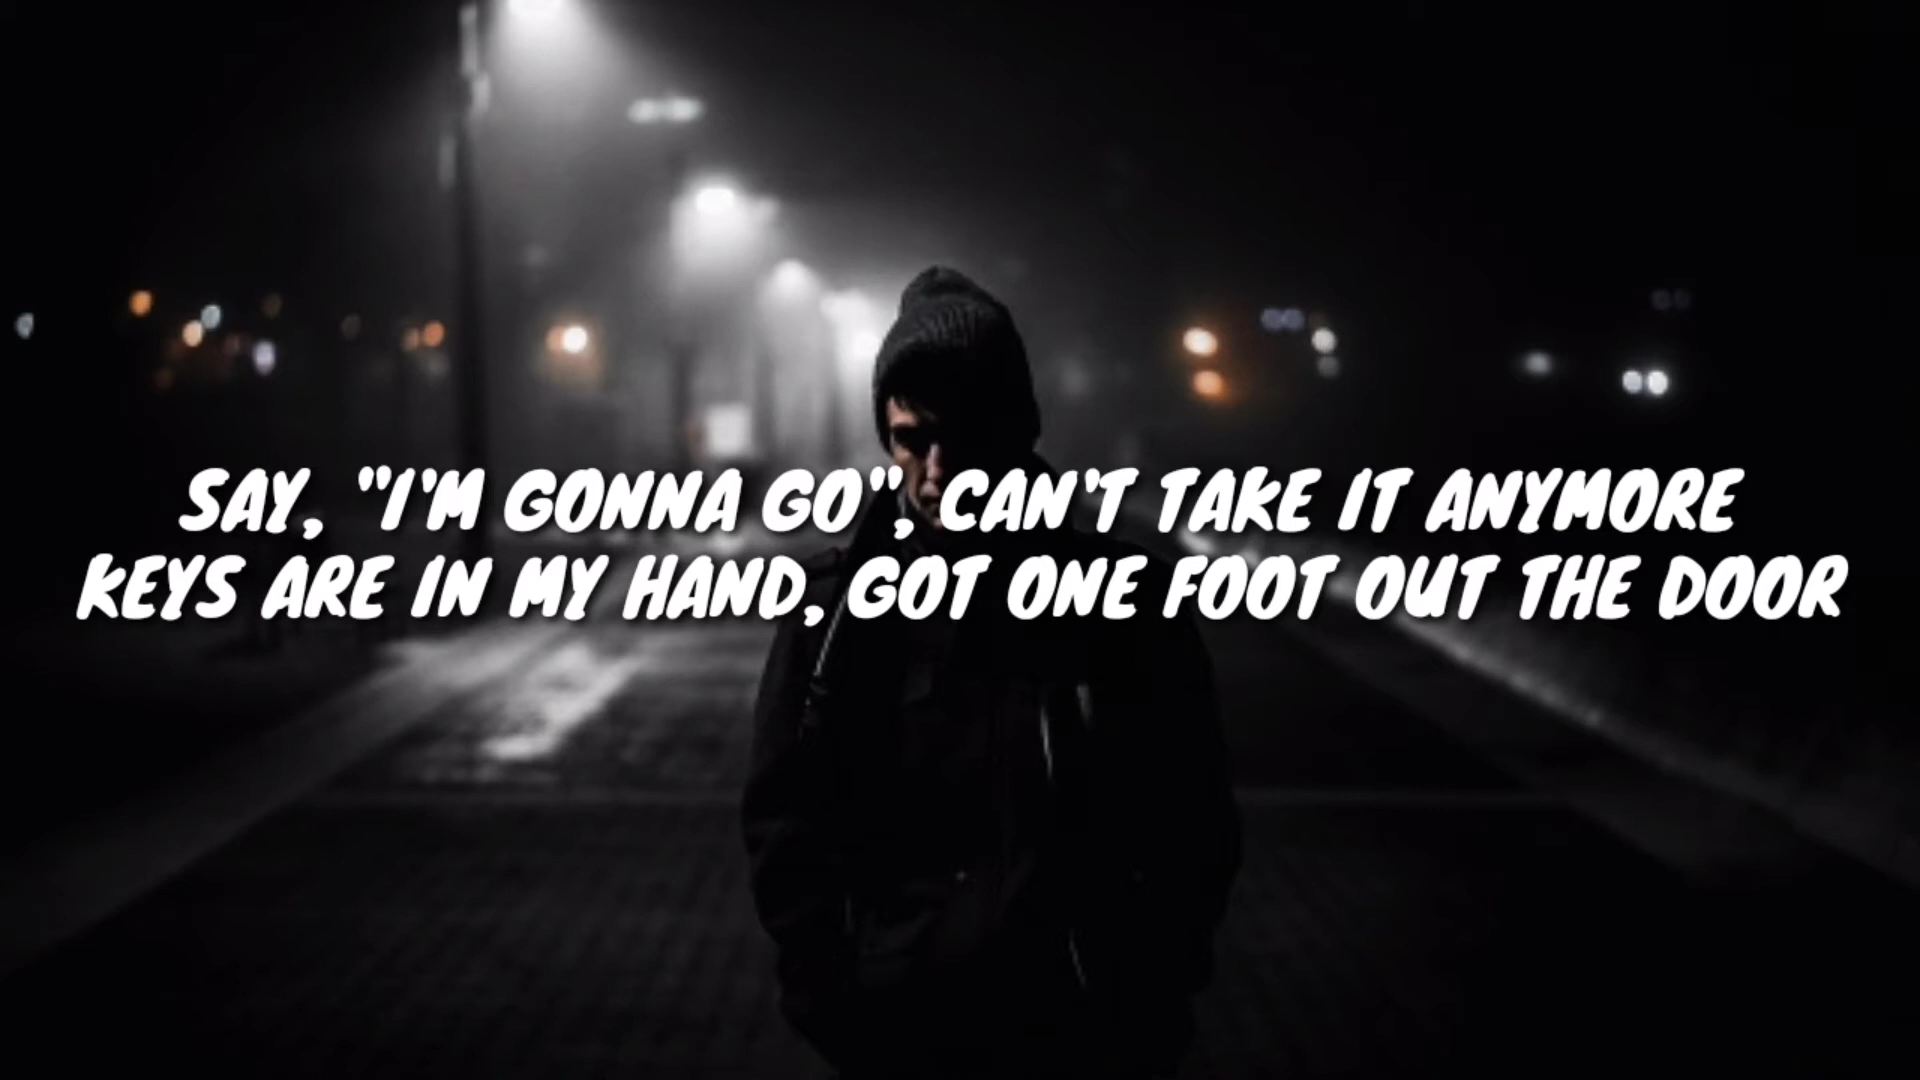 SAY, "I'M GONNA GO", CAN'T TAKE IT ANYMORE
KEYS ARE IN MY HAND, GOT ONE FOOT OUT THE DOOR